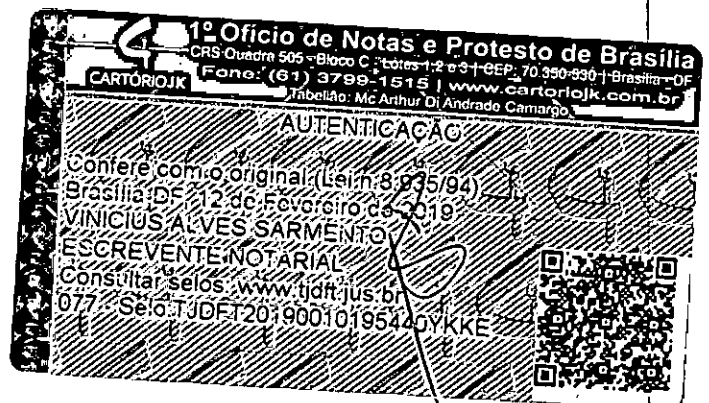 1º Ofício de Notas e Protesto de Brasília
CRS Quadra 505 - Bloco C - Lotes 1,2 e 3 - CEP: 70.350-530 | Brasília - DF
CARTÓRIOJK
Fone: (61) 3799-1515 | www.cartoriojk.com.br
Tabelião: Mc Arthur Di Andrade Camargo
AUTENTICAÇÃO
Confere com o original (Lei n 8.935/94)
Brasília-DF, 12 de Fevereiro de 2019
VINICIUS ALVES SARMENTO
ESCREVENTE NOTARIAL
Consultar selos: www.tjdft.jus.br
077 - Selo: TJDFT20190010195440YKKE